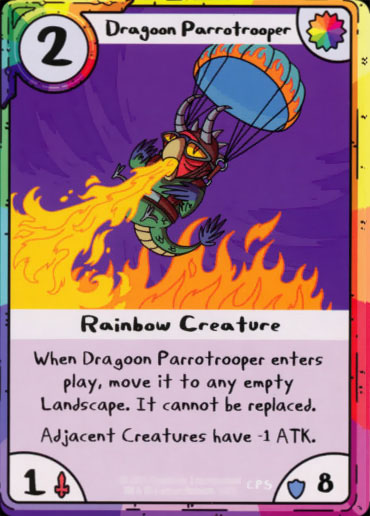 2
Dragoon Parrotrooper
Rainbow Creature
When Dragoon Parrotrooper enters
play, move it to any empty
Landscape. It cannot be replaced.
Adjacent Creatures have -1 ATK.
1
CPS
8